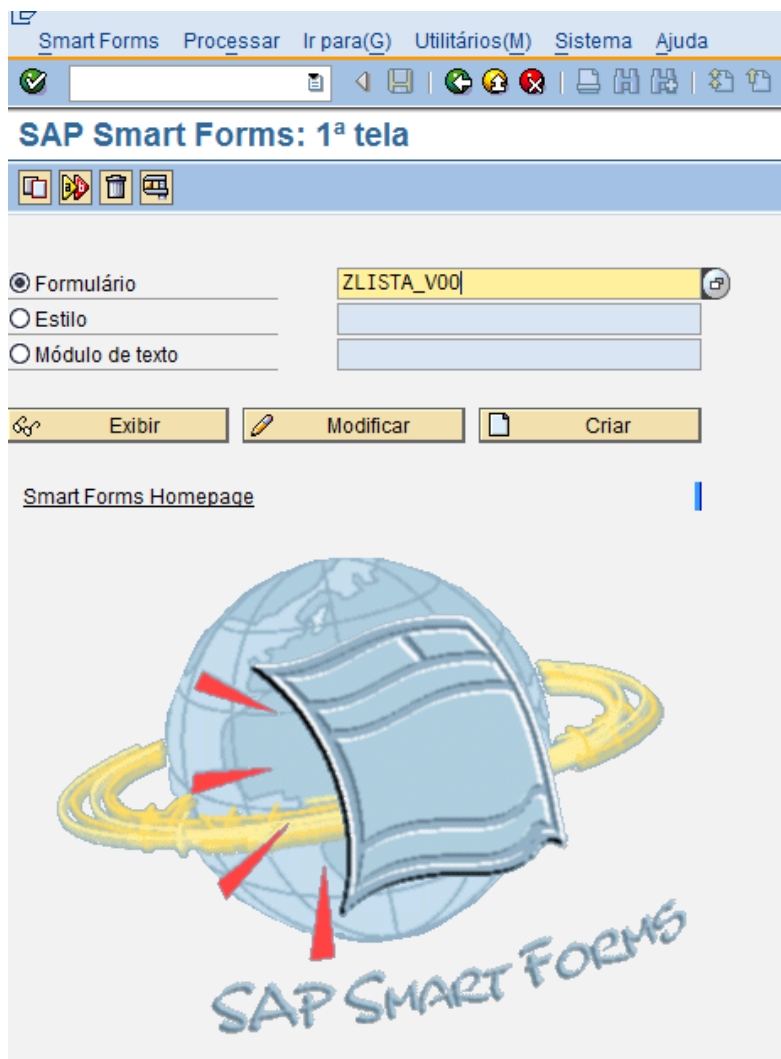 Smart Forms Processar Ir para(G) Utilitários(M) Sistema Ajuda
SAP Smart Forms: 1ª tela
Formulário ZLISTA_VOO
Estilo
Módulo de texto
Exibir Modificar Criar
Smart Forms Homepage
SAP SMART FORMS